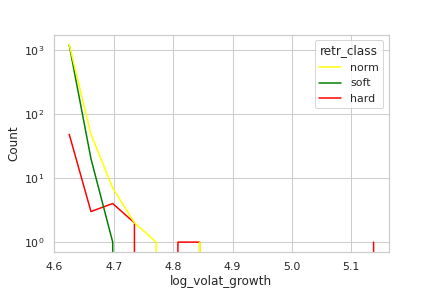 10³
10²
10¹
10⁰
Count
4.6 4.7 4.8 4.9 5.0 5.1
log_volat_growth
retr_class
norm
soft
hard